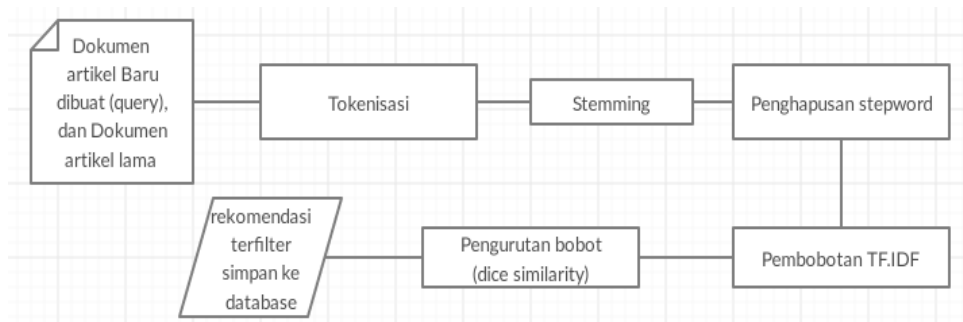 Dokumen
artikel Baru
dibuat (query),
dan Dokumen
artikel lama
Tokenisasi
Stemming
Penghapusan stepword
Pembobotan TF.IDF
Pengurutan bobot
(dice similarity)
rekomendasi
terfilter
simpan ke
database